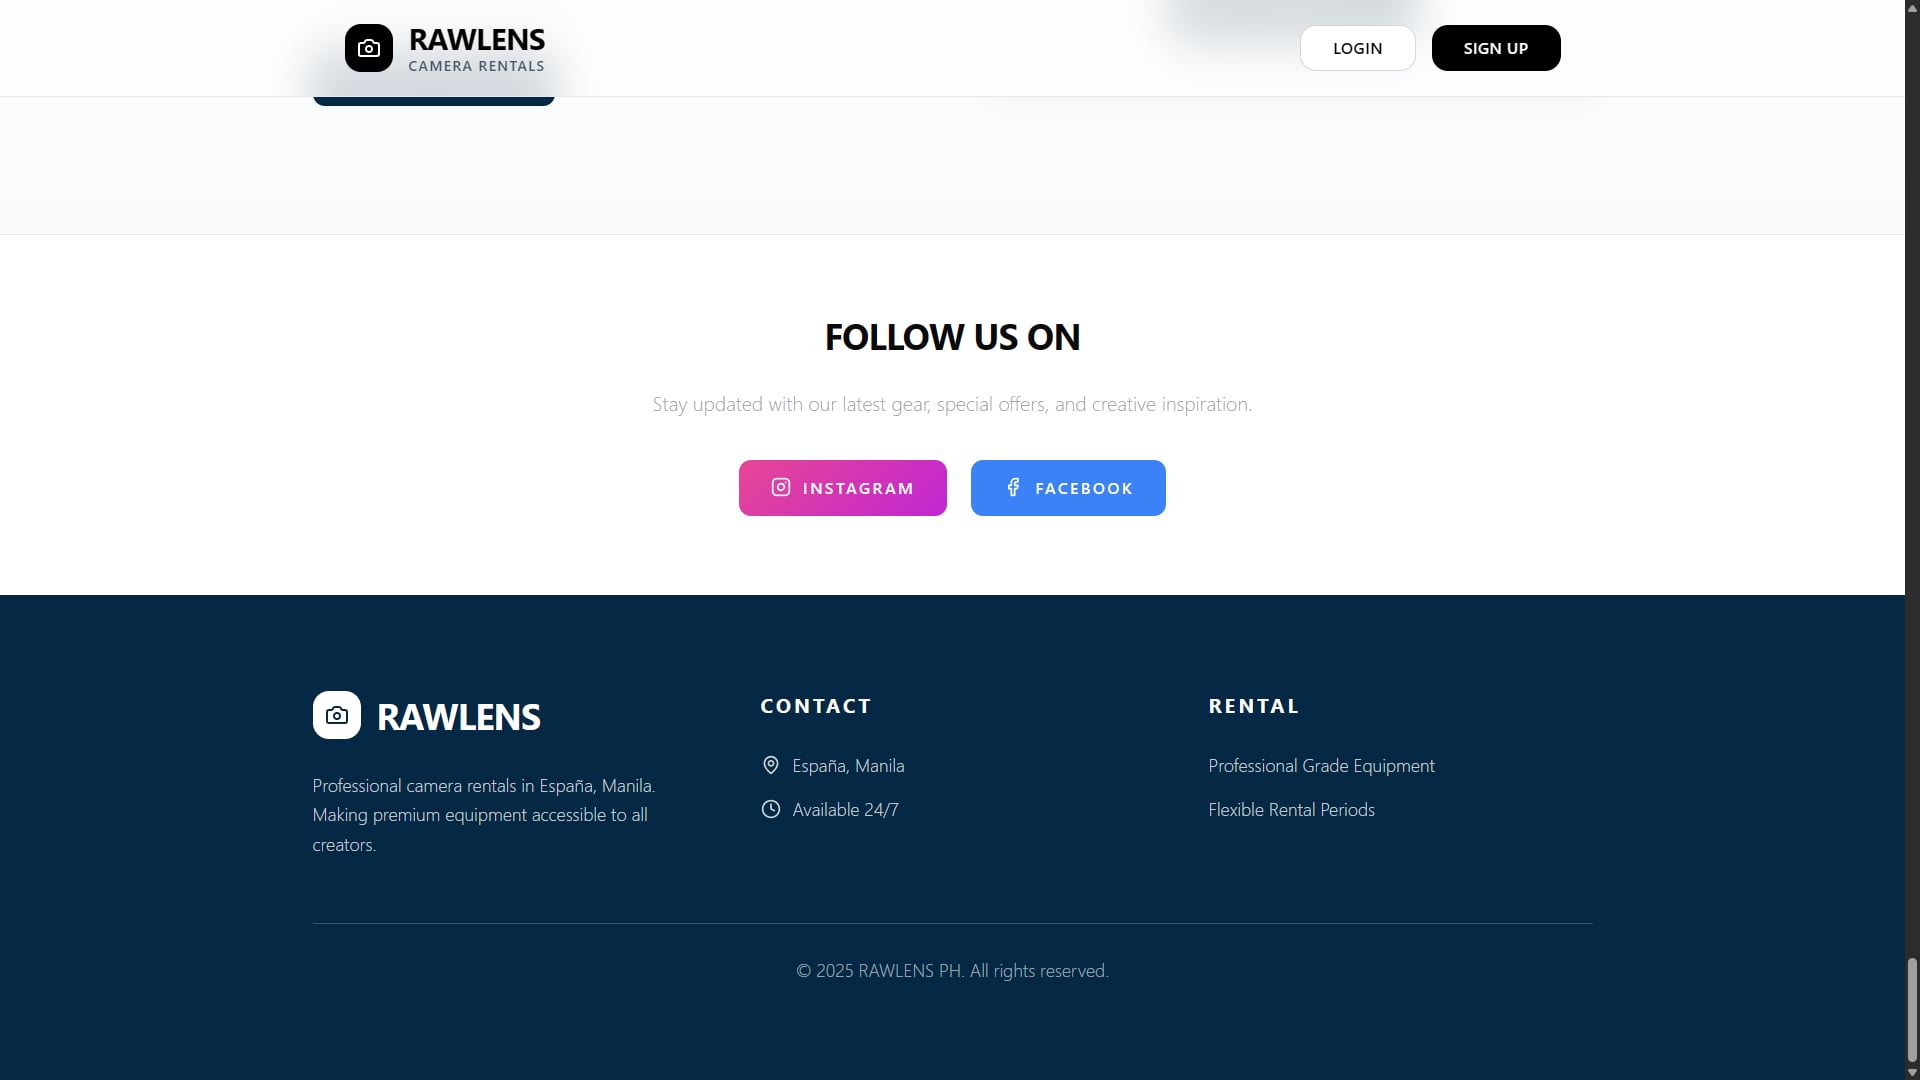 RAWLENS
CAMERA RENTALS
LOGIN
SIGN UP
FOLLOW US ON
Stay updated with our latest gear, special offers, and creative inspiration.
INSTAGRAM
FACEBOOK
RAWLENS
Professional camera rentals in España, Manila.
Making premium equipment accessible to all
creators.
CONTACT
España, Manila
Available 24/7
RENTAL
Professional Grade Equipment
Flexible Rental Periods
© 2025 RAWLENS PH. All rights reserved.